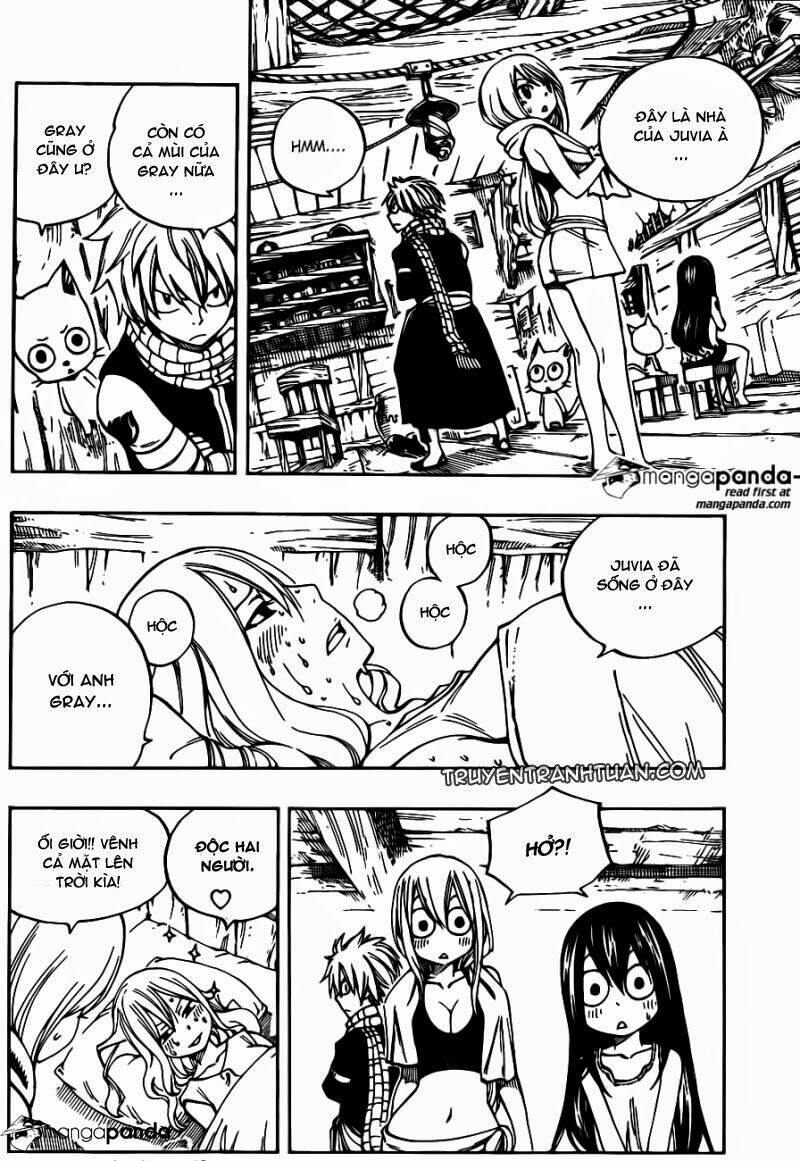 ĐÂY LÀ NHÀ
CỦA JUVIA À
...
HMM....
CÒN CÓ
CẢ MÙI CỦA
GRAY NỮA
...
GRAY
CŨNG Ở
ĐÂY Ư?
mangapanda
read first at
mangapanda.com
JUVIA ĐÃ
SỐNG Ở ĐÂY
...
HỘC
HỘC
HỘC
VỚI ANH
GRAY...
TRUYENTRANHTUAN.COM
HỞ?!
ĐỘC HAI
NGƯỜI.
♡
ỐI GIỜI!! VÊNH
CẢ MẶT LÊN
TRỜI KÌA!
mangapanda